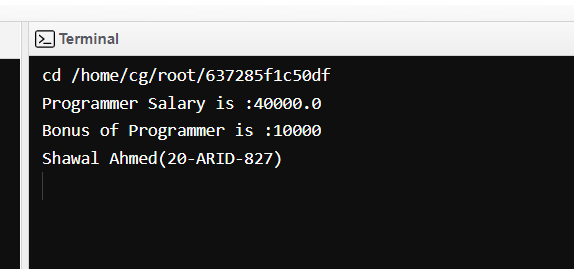 Terminal
cd /home/cg/root/637285f1c50df
Programmer Salary is :40000.0
Bonus of Programmer is :10000
Shawal Ahmed(20-ARID-827)